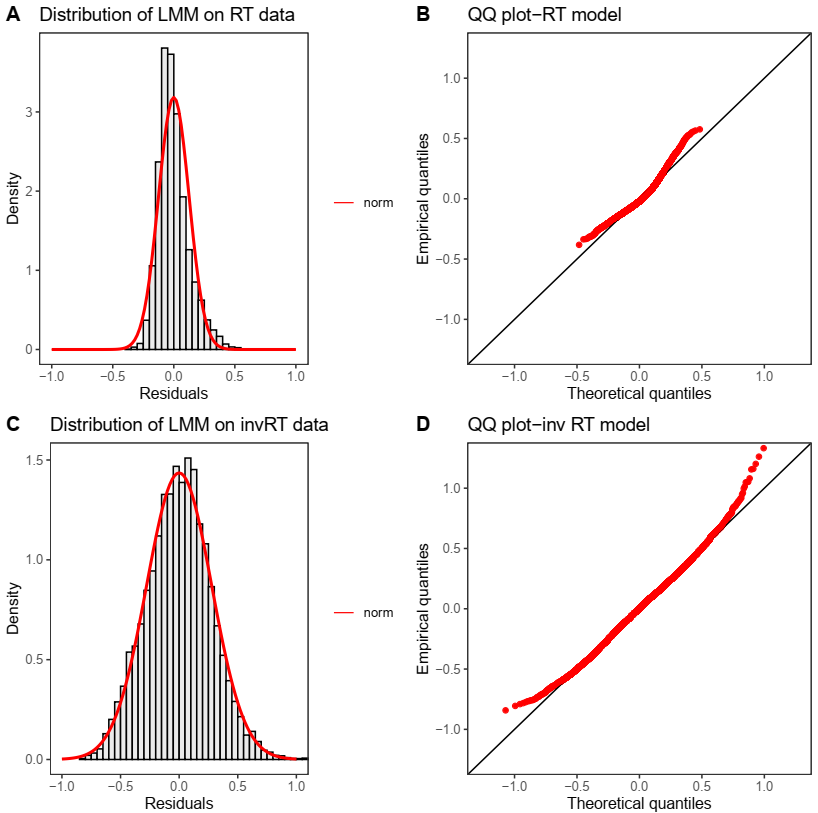 A Distribution of LMM on RT data
Density
3
2
1
0
−1.0 −0.5 0.0 0.5 1.0
Residuals
norm
B QQ plot−RT model
Empirical quantiles
1.0
0.5
0.0
−0.5
−1.0
−1.0 −0.5 0.0 0.5 1.0
Theoretical quantiles
C Distribution of LMM on invRT data
Density
1.5
1.0
0.5
0.0
−1.0 −0.5 0.0 0.5 1.0
Residuals
norm
D QQ plot−inv RT model
Empirical quantiles
1.0
0.5
0.0
−0.5
−1.0
−1.0 −0.5 0.0 0.5 1.0
Theoretical quantiles